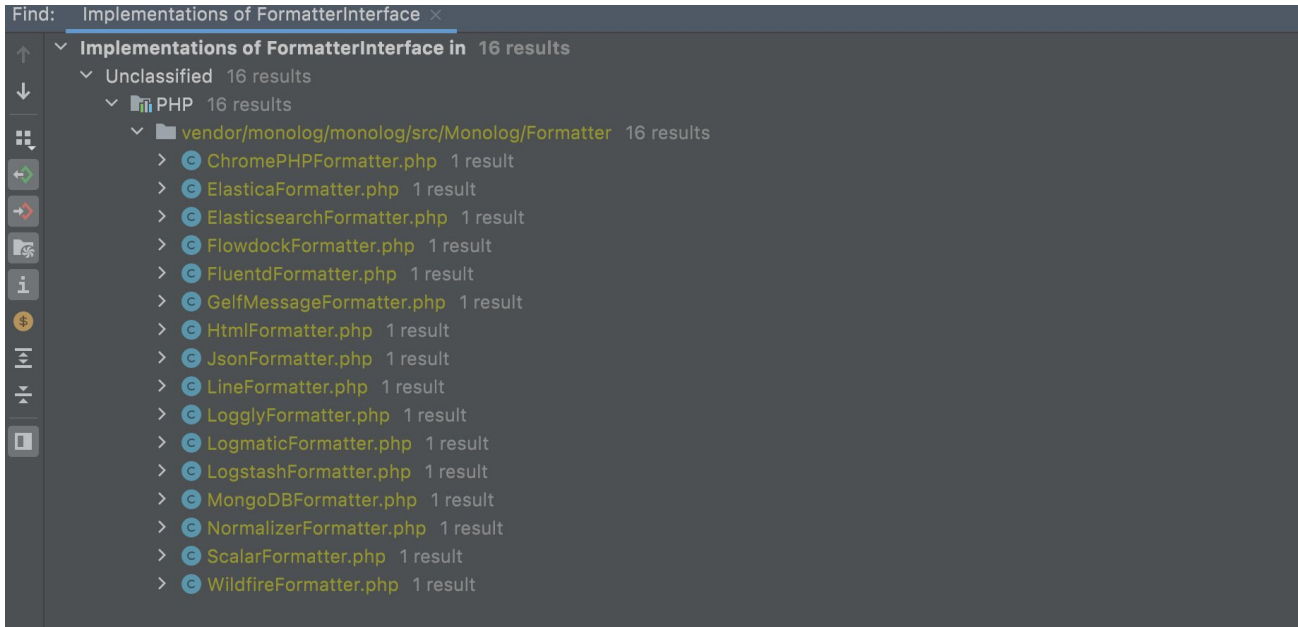 Find: Implementations of FormatterInterface
Implementations of FormatterInterface in 16 results
Unclassified 16 results
PHP 16 results
vendor/monolog/monolog/src/Monolog/Formatter 16 results
ChromePHPFormatter.php 1 result
ElasticaFormatter.php 1 result
ElasticsearchFormatter.php 1 result
FlowdockFormatter.php 1 result
FluentdFormatter.php 1 result
GelfMessageFormatter.php 1 result
HtmlFormatter.php 1 result
JsonFormatter.php 1 result
LineFormatter.php 1 result
LogglyFormatter.php 1 result
LogmaticFormatter.php 1 result
LogstashFormatter.php 1 result
MongoDBFormatter.php 1 result
NormalizerFormatter.php 1 result
ScalarFormatter.php 1 result
WildfireFormatter.php 1 result